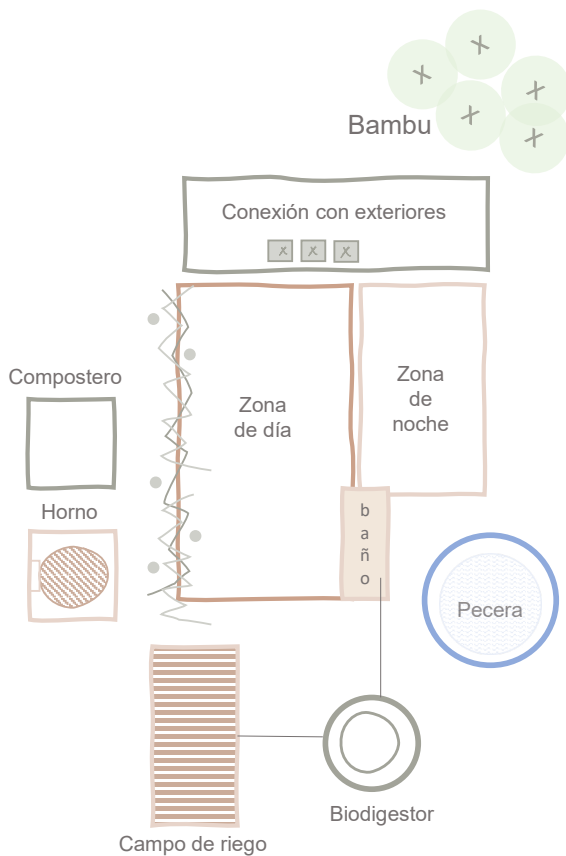 Bambu
Conexión con exteriores
Zona
de
noche
Compostero
Zona
de día
Horno
b
a
ñ
o
Pecera
Biodigestor
Campo de riego